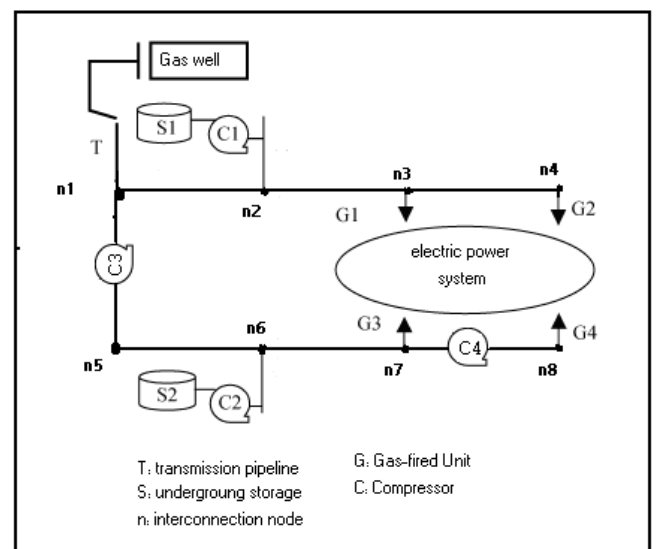 Gas well
S1
C1
T
n1
n2
n3
n4
G1
G2
electric power
system
C3
G3
G4
n5
n6
C4
n7
n8
S2
C2
T: transmission pipeline
S: undergroung storage
n: interconnection node
G: Gas-fired Unit
C: Compressor